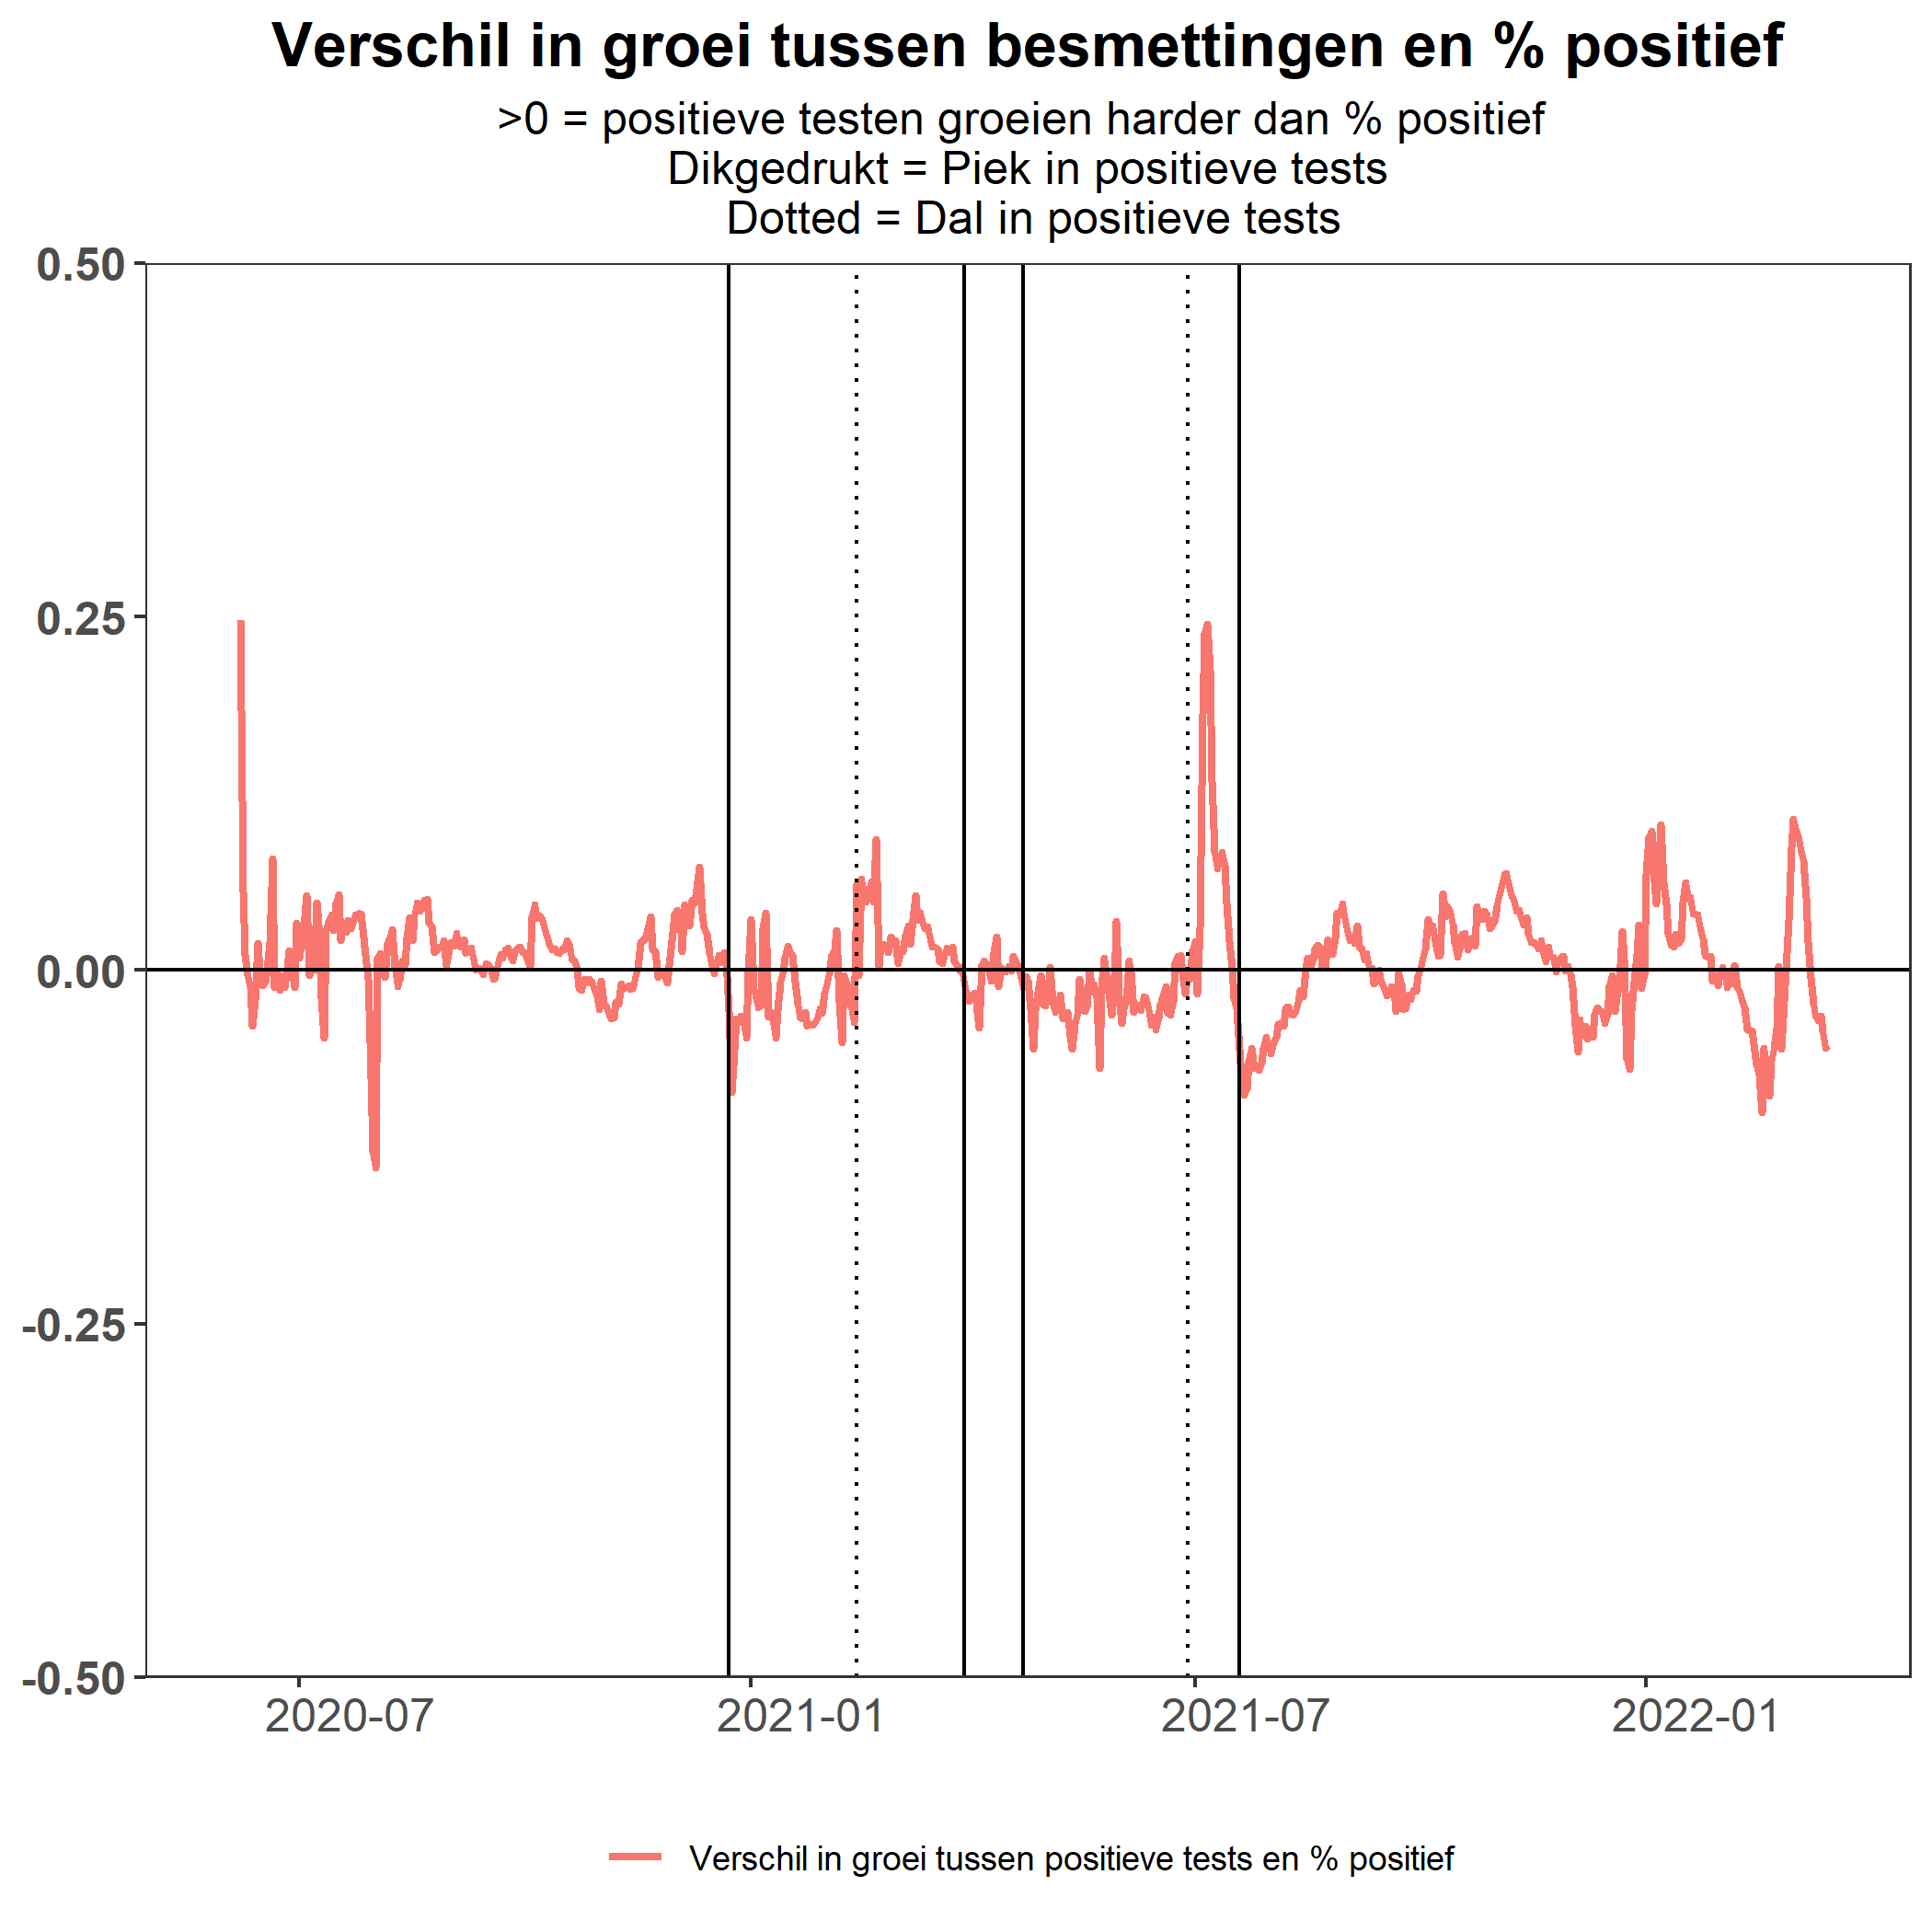 Verschil in groei tussen besmettingen en % positief
>0 = positieve testen groeien harder dan % positief
Dikgedrukt = Piek in positieve tests
Dotted = Dal in positieve tests
0.50
0.25
0.00
-0.25
-0.50
2020-07 2021-01 2021-07 2022-01
Verschil in groei tussen positieve tests en % positief